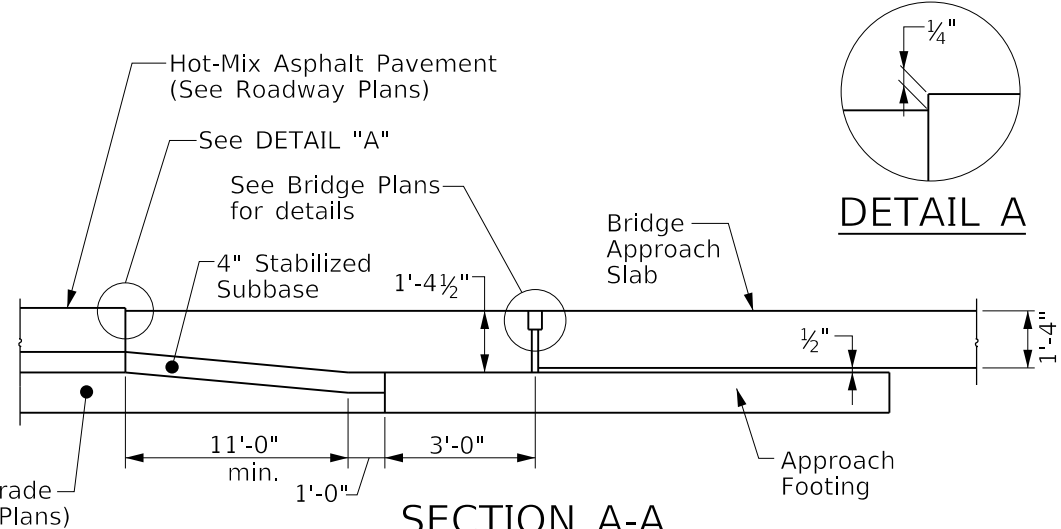 Hot-Mix Asphalt Pavement
(See Roadway Plans)
See DETAIL "A"
See Bridge Plans
for details
4" Stabilized
Subbase
1'-4½"
Bridge
Approach
Slab
¼"
DETAIL A
½"
1'-4"
11'-0"
min.
1'-0"
3'-0"
Approach
Footing
rade
Plans)
SECTION A-A